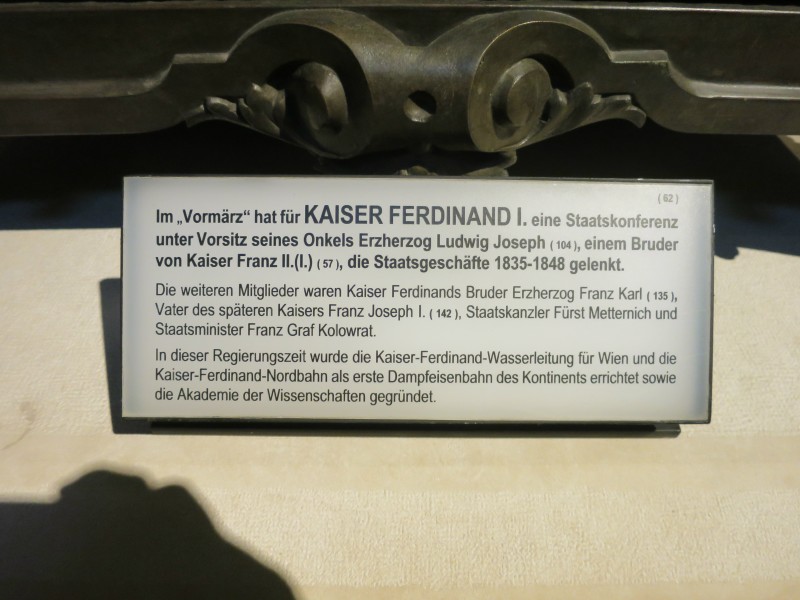 ( 62 )
Im „Vormärz“ hat für KAISER FERDINAND I. eine Staatskonferenz
unter Vorsitz seines Onkels Erzherzog Ludwig Joseph ( 104 ), einem Bruder
von Kaiser Franz II.(I.) ( 57 ), die Staatsgeschäfte 1835-1848 gelenkt.
Die weiteren Mitglieder waren Kaiser Ferdinands Bruder Erzherzog Franz Karl ( 135 ),
Vater des späteren Kaisers Franz Joseph I. ( 142 ), Staatskanzler Fürst Metternich und
Staatsminister Franz Graf Kolowrat.
In dieser Regierungszeit wurde die Kaiser-Ferdinand-Wasserleitung für Wien und die
Kaiser-Ferdinand-Nordbahn als erste Dampfeisenbahn des Kontinents errichtet sowie
die Akademie der Wissenschaften gegründet.